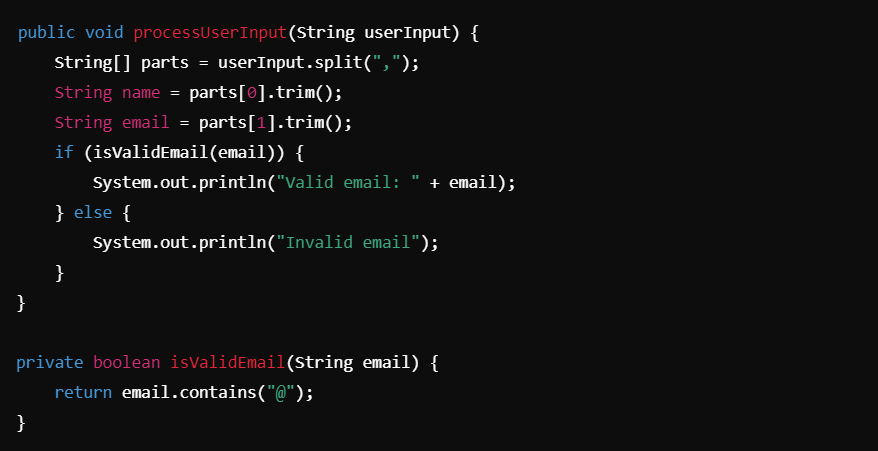 public void processUserInput(String userInput) {
    String[] parts = userInput.split(",");
    String name = parts[0].trim();
    String email = parts[1].trim();
    if (isValidEmail(email)) {
        System.out.println("Valid email: " + email);
    } else {
        System.out.println("Invalid email");
    }
}

private boolean isValidEmail(String email) {
    return email.contains("@");
}